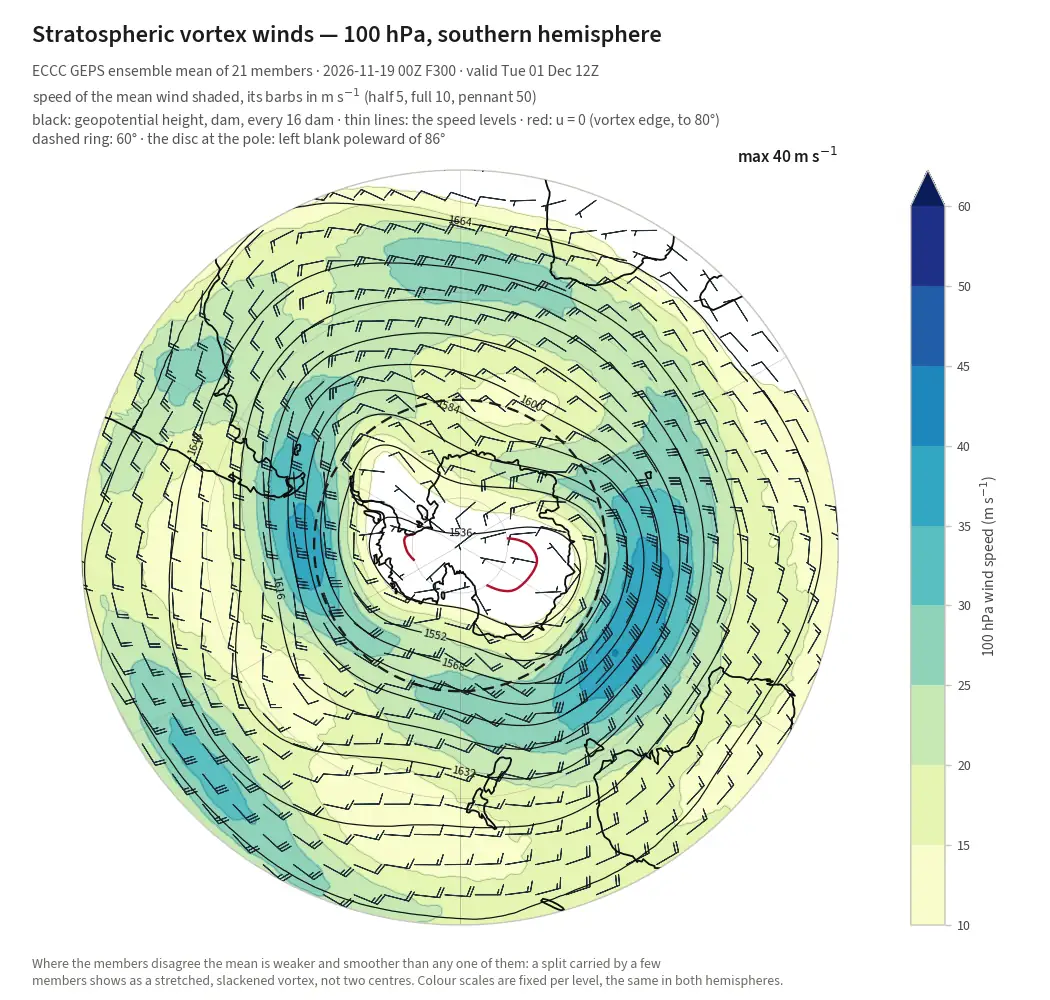 Stratospheric vortex winds — 100 hPa, southern hemisphere
ECCC GEPS ensemble mean of 21 members · 2026-11-19 00Z F300 · valid Tue 01 Dec 12Z
speed of the mean wind shaded, its barbs in m s⁻¹ (half 5, full 10, pennant 50)
black: geopotential height, dam, every 16 dam · thin lines: the speed levels · red: u = 0 (vortex edge, to 80°)
dashed ring: 60° · the disc at the pole: left blank poleward of 86°
max 40 m s⁻¹
60
50
45
40
35
30
25
20
15
10
100 hPa wind speed (m s⁻¹)
1664
1584
1600
1536
1616
1552
1568
1632
Where the members disagree the mean is weaker and smoother than any one of them: a split carried by a few
members shows as a stretched, slackened vortex, not two centres. Colour scales are fixed per level, the same in both hemispheres.